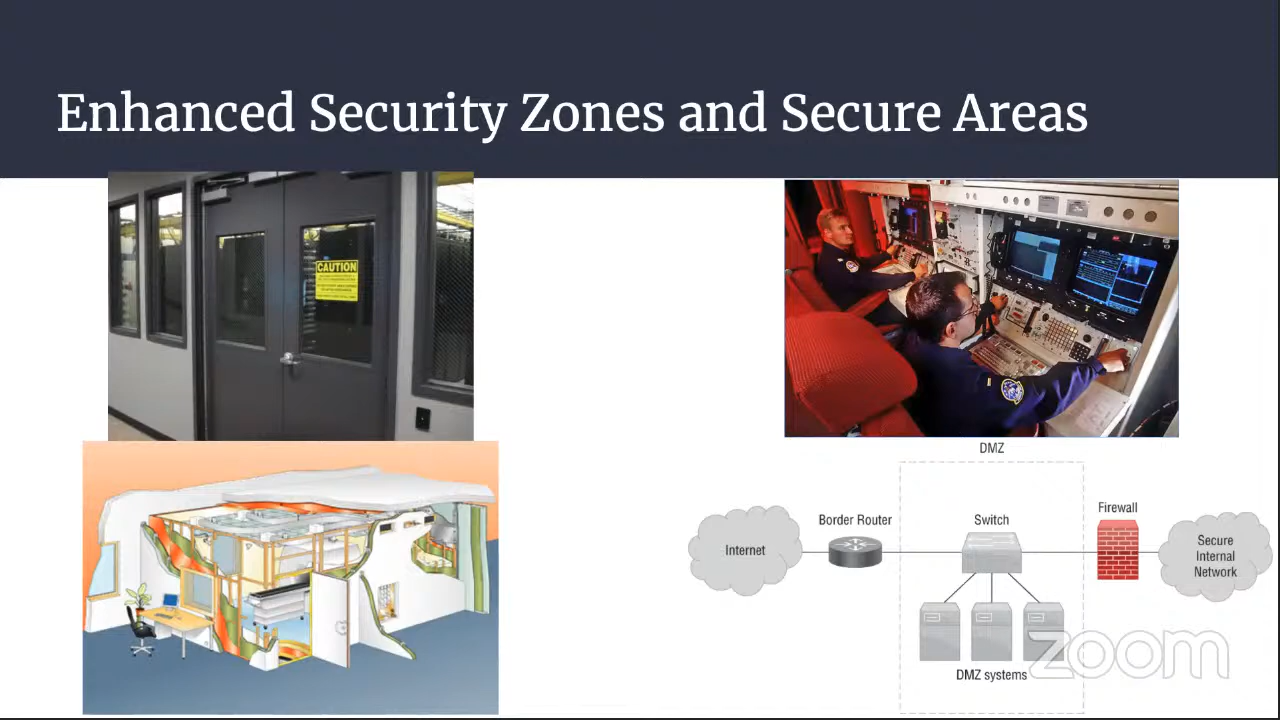 Enhanced Security Zones and Secure Areas
CAUTION
DMZ
Internet
Border Router
Switch
Firewall
Secure
Internal
Network
DMZ systems
zoom